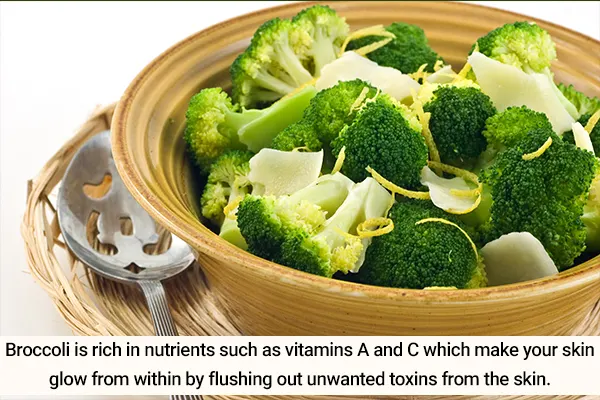 Broccoli is rich in nutrients such as vitamins A and C which make your skin
glow from within by flushing out unwanted toxins from the skin.